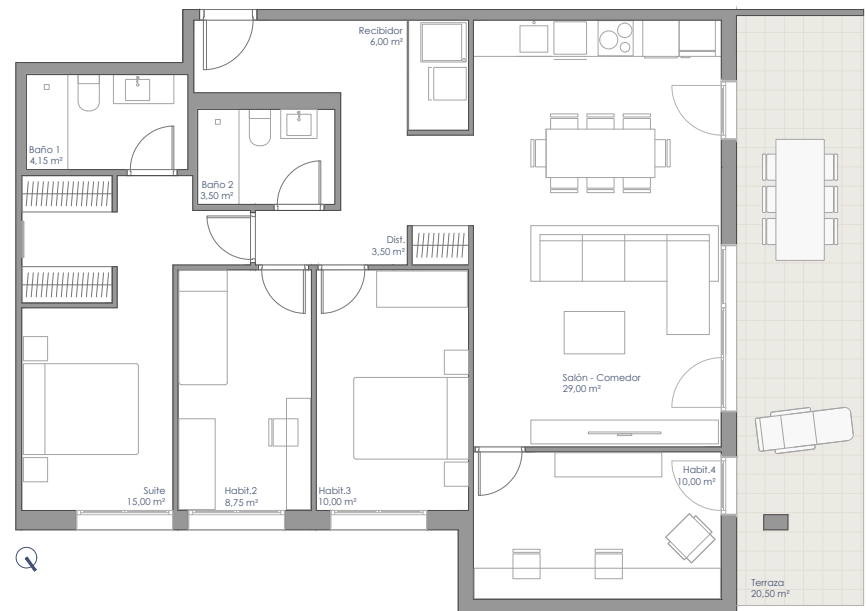 Recibidor
6,00 m²
Baño 1
4,15 m²
Baño 2
3,50 m²
Dist.
3,50 m²
Salón - Comedor
29,00 m²
Suite
15,00 m²
Habit.2
8,75 m²
Habit.3
10,00 m²
Habit.4
10,00 m²
Terraza
20,50 m²